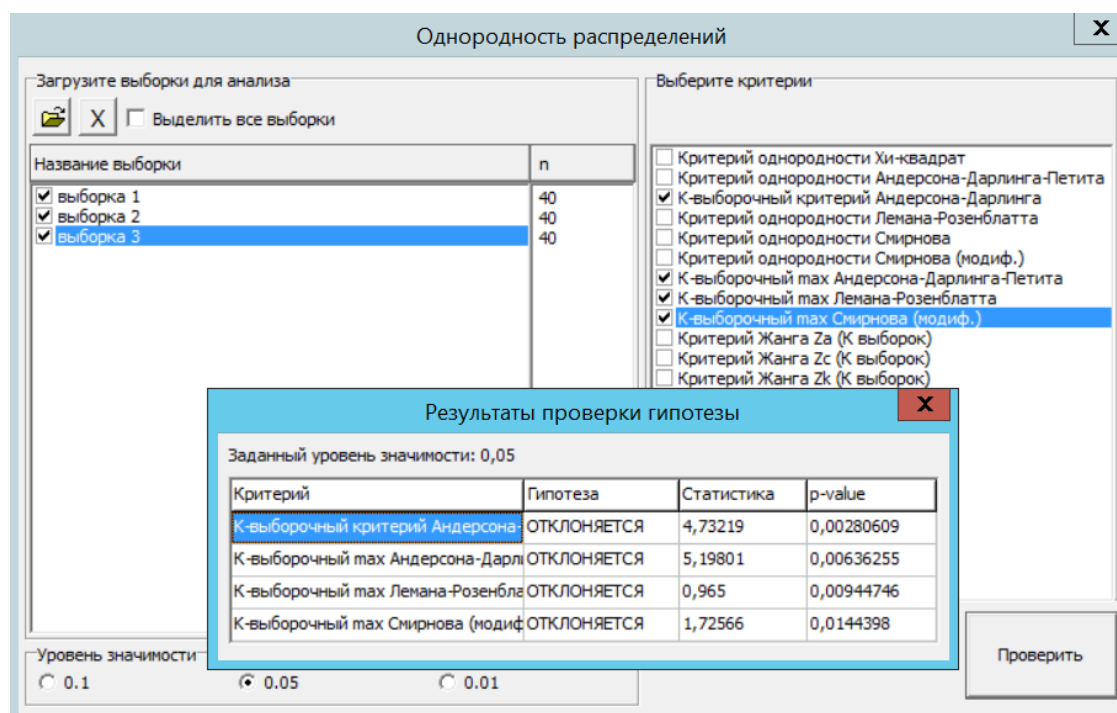 Однородность распределений
X
Загрузите выборки для анализа
X
Выделить все выборки
Название выборки n
выборка 1 40
выборка 2 40
выборка 3 40
Выберите критерии
Критерий однородности Хи-квадрат
Критерий однородности Андерсона-Дарлинга-Петита
К-выборочный критерий Андерсона-Дарлинга
Критерий однородности Лемана-Розенблатта
Критерий однородности Смирнова
Критерий однородности Смирнова (модиф.)
К-выборочный max Андерсона-Дарлинга-Петита
К-выборочный max Лемана-Розенблатта
К-выборочный max Смирнова (модиф.)
Критерий Жанга Za (К выборок)
Критерий Жанга Zc (К выборок)
Критерий Жанга Zk (К выборок)
Результаты проверки гипотезы
X
Заданный уровень значимости: 0,05
Критерий Гипотеза Статистика p-value
К-выборочный критерий Андерсона- ОТКЛОНЯЕТСЯ 4,73219 0,00280609
К-выборочный max Андерсона-Дарли ОТКЛОНЯЕТСЯ 5,19801 0,00636255
К-выборочный max Лемана-Розенбла ОТКЛОНЯЕТСЯ 0,965 0,00944746
К-выборочный max Смирнова (модиф ОТКЛОНЯЕТСЯ 1,72566 0,0144398
Уровень значимости
0.1 0.05 0.01
Проверить